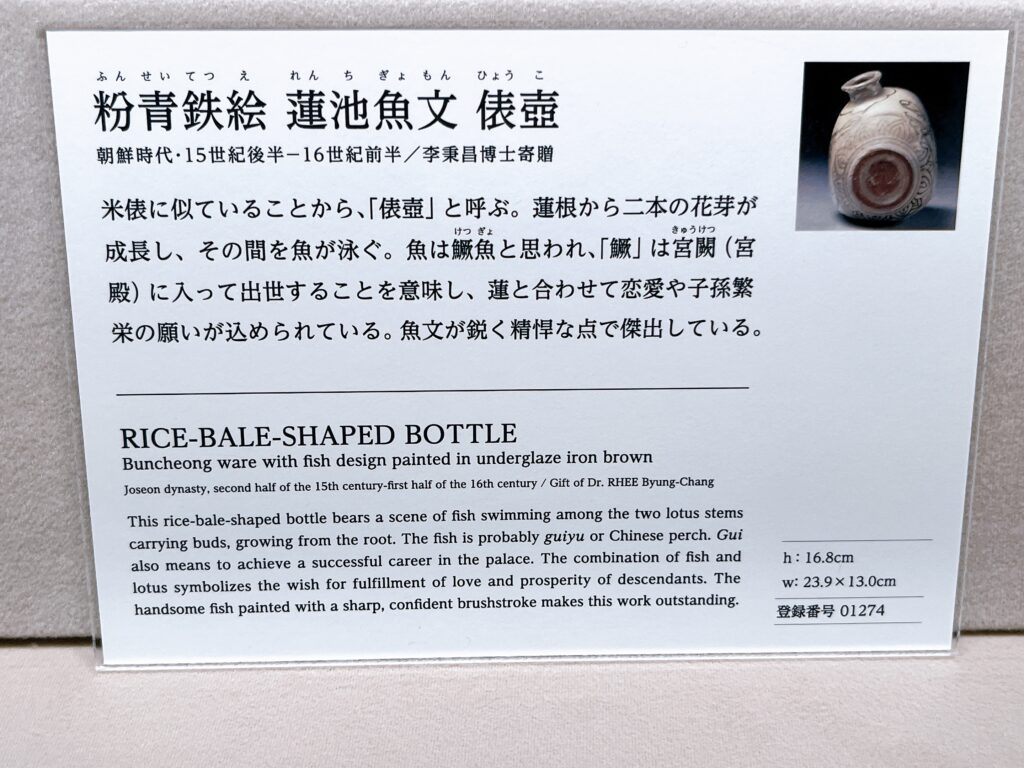 ふんせいてつえ れんちぎょもん ひょうこ
粉青鉄絵 蓮池魚文 俵壺
朝鮮時代・15世紀後半－16世紀前半／李秉昌博士寄贈
米俵に似ていることから、「俵壺」と呼ぶ。蓮根から二本の花芽が
けつぎょ きゅうけつ
成長し、その間を魚が泳ぐ。魚は鱖魚と思われ、「鱖」は宮闕（宮
殿）に入って出世することを意味し、蓮と合わせて恋愛や子孫繁
栄の願いが込められている。魚文が鋭く精悍な点で傑出している。
RICE-BALE-SHAPED BOTTLE
Buncheong ware with fish design painted in underglaze iron brown
Joseon dynasty, second half of the 15th century-first half of the 16th century / Gift of Dr. RHEE Byung-Chang
This rice-bale-shaped bottle bears a scene of fish swimming among the two lotus stems
carrying buds, growing from the root. The fish is probably guiyu or Chinese perch. Gui
also means to achieve a successful career in the palace. The combination of fish and
lotus symbolizes the wish for fulfillment of love and prosperity of descendants. The
handsome fish painted with a sharp, confident brushstroke makes this work outstanding.
h : 16.8cm
w: 23.9×13.0cm
登録番号 01274